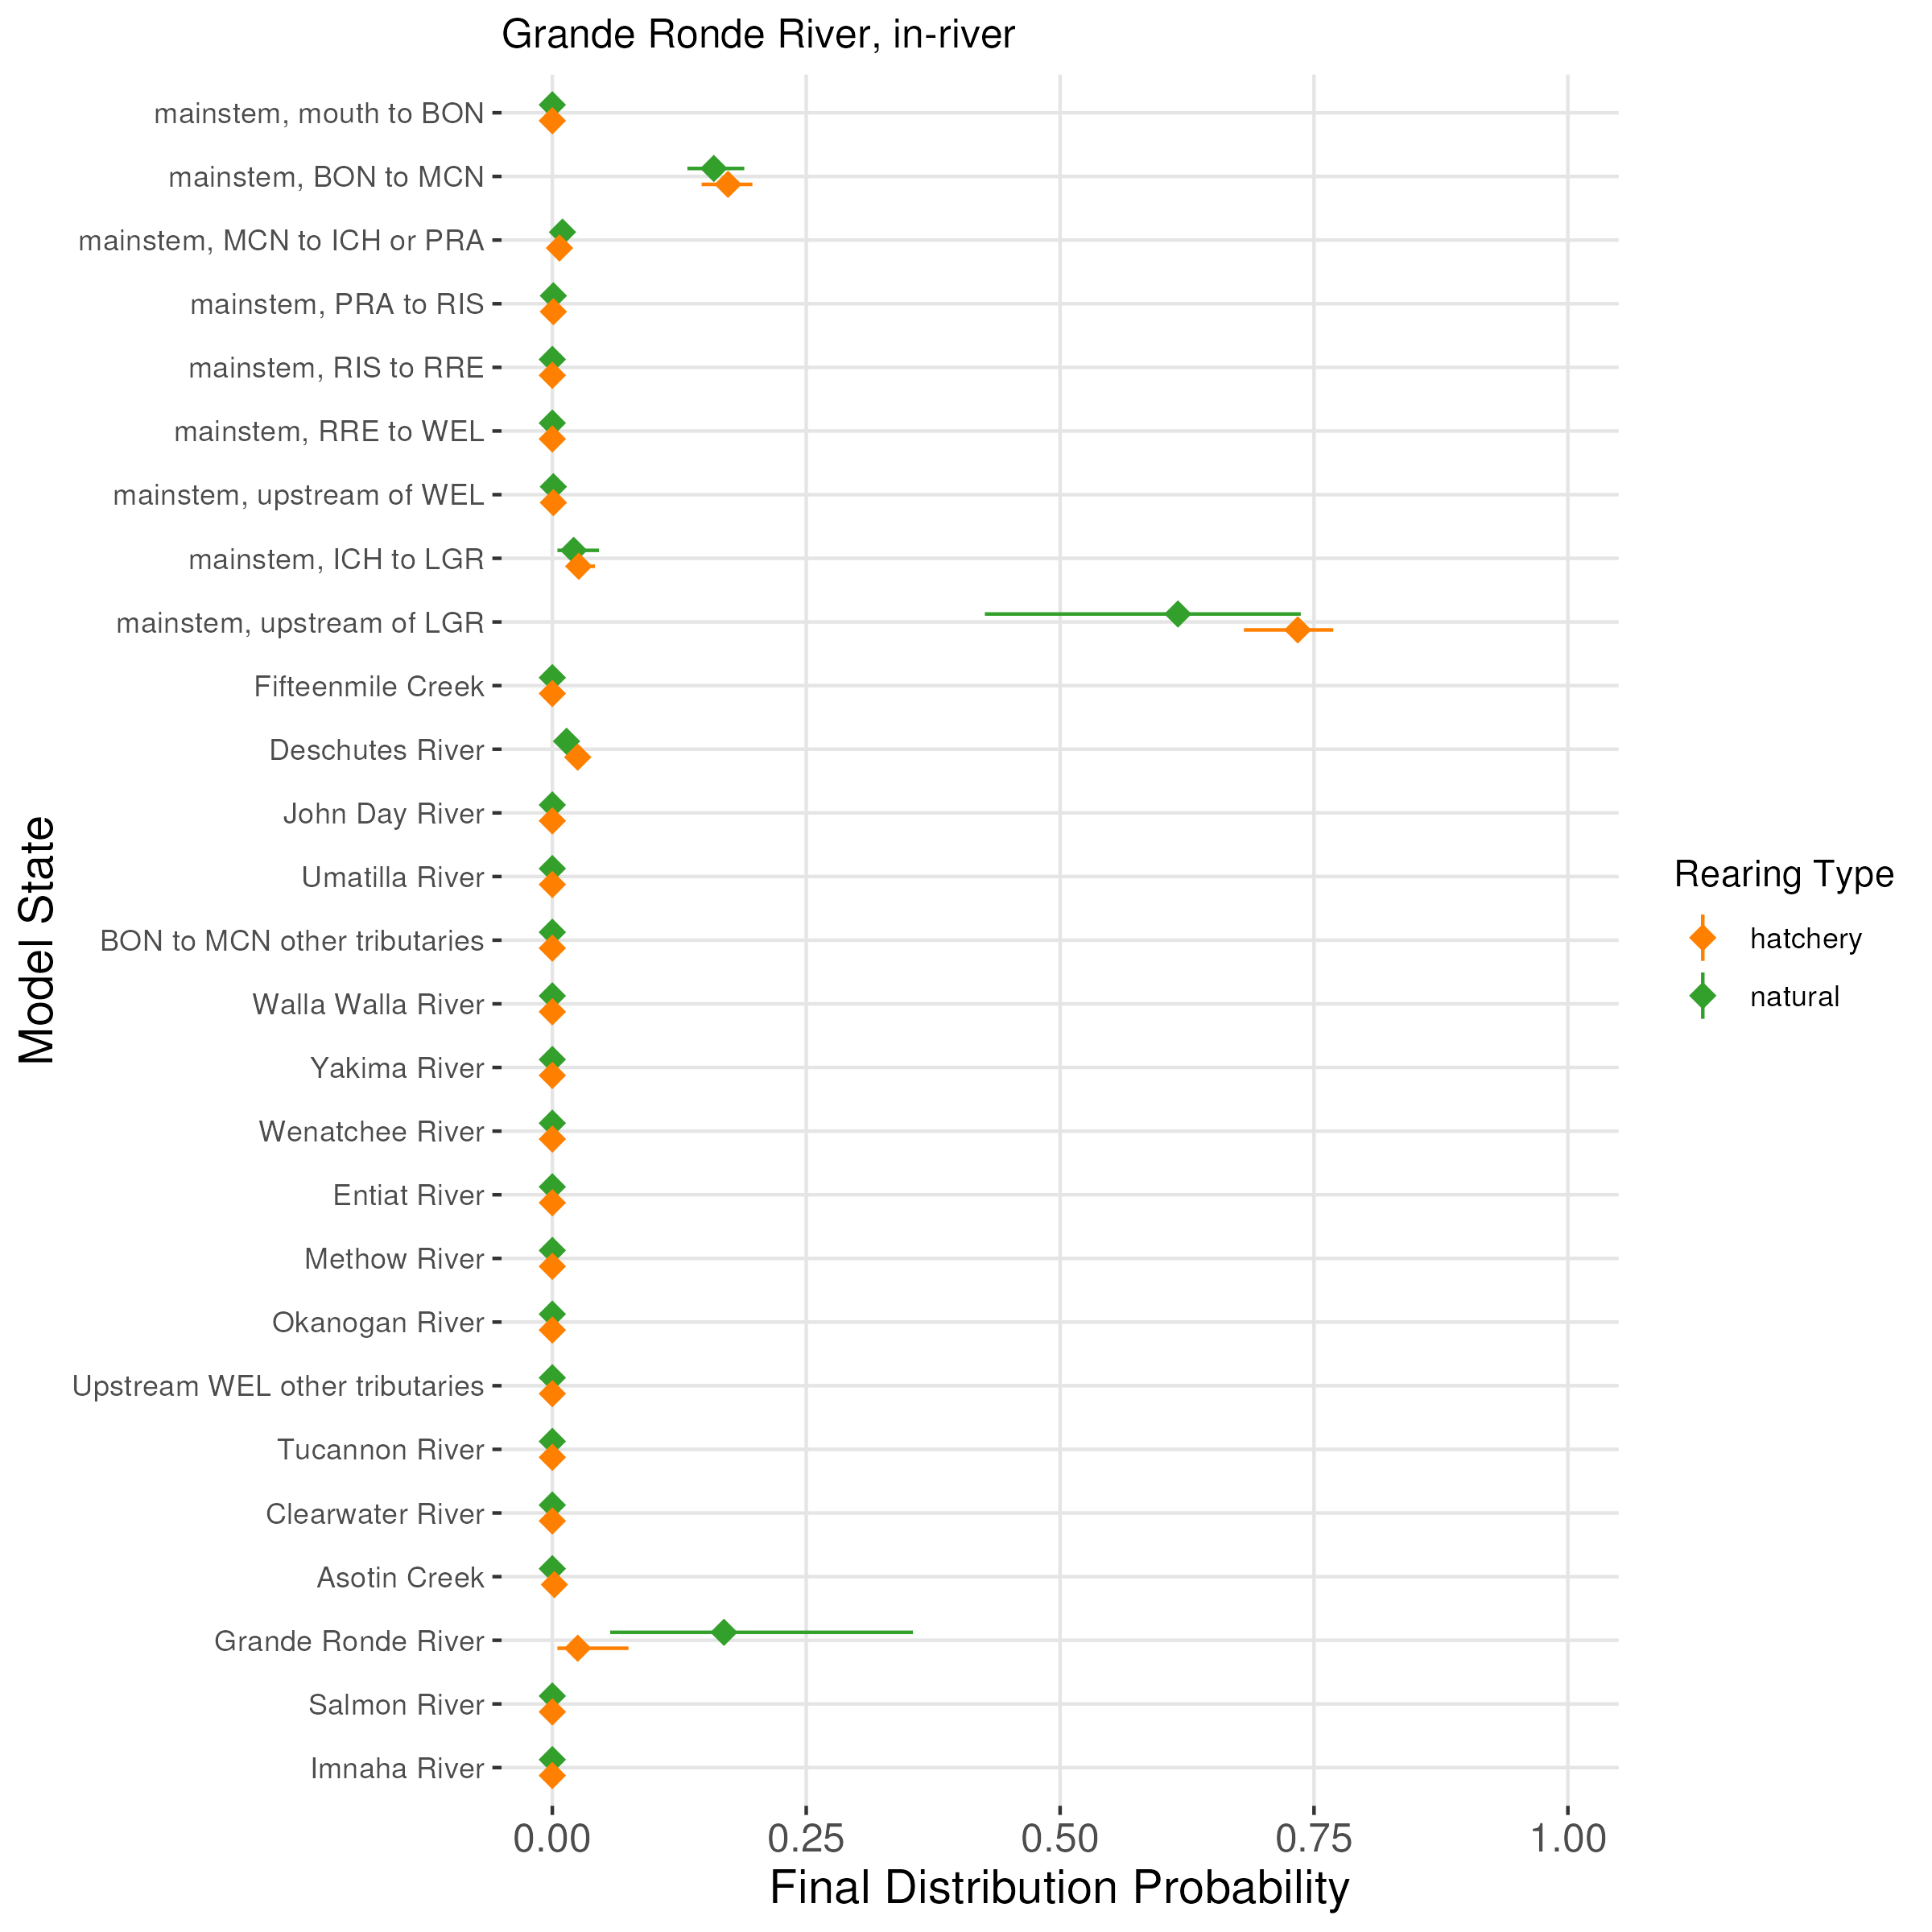 Grande Ronde River, in-river
mainstem, mouth to BON
mainstem, BON to MCN
mainstem, MCN to ICH or PRA
mainstem, PRA to RIS
mainstem, RIS to RRE
mainstem, RRE to WEL
mainstem, upstream of WEL
mainstem, ICH to LGR
mainstem, upstream of LGR
Fifteenmile Creek
Deschutes River
John Day River
Umatilla River
BON to MCN other tributaries
Walla Walla River
Yakima River
Wenatchee River
Entiat River
Methow River
Okanogan River
Upstream WEL other tributaries
Tucannon River
Clearwater River
Asotin Creek
Grande Ronde River
Salmon River
Imnaha River
Model State
0.00 0.25 0.50 0.75 1.00
Final Distribution Probability
Rearing Type
hatchery
natural